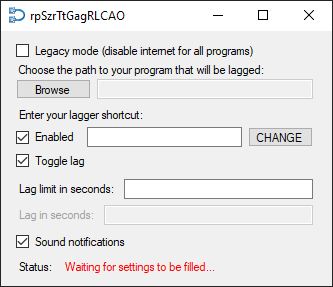 rpSzrTtGagRLCAO
Legacy mode (disable internet for all programs)
Choose the path to your program that will be lagged:
Browse
Enter your lagger shortcut:
Enabled CHANGE
Toggle lag
Lag limit in seconds:
Lag in seconds:
Sound notifications
Status: Waiting for settings to be filled...